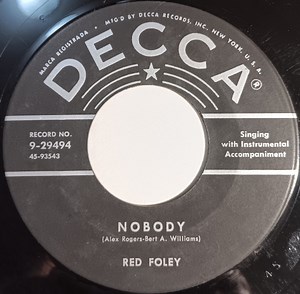 MARCA REGISTRADA • MFG'D BY DECCA RECORDS, INC., NEW YORK, U. S. A.
DECCA®
RECORD NO.
9-29494
45-93543
Singing
with Instrumental
Accompaniment
NOBODY
(Alex Rogers-Bert A. Williams)
RED FOLEY